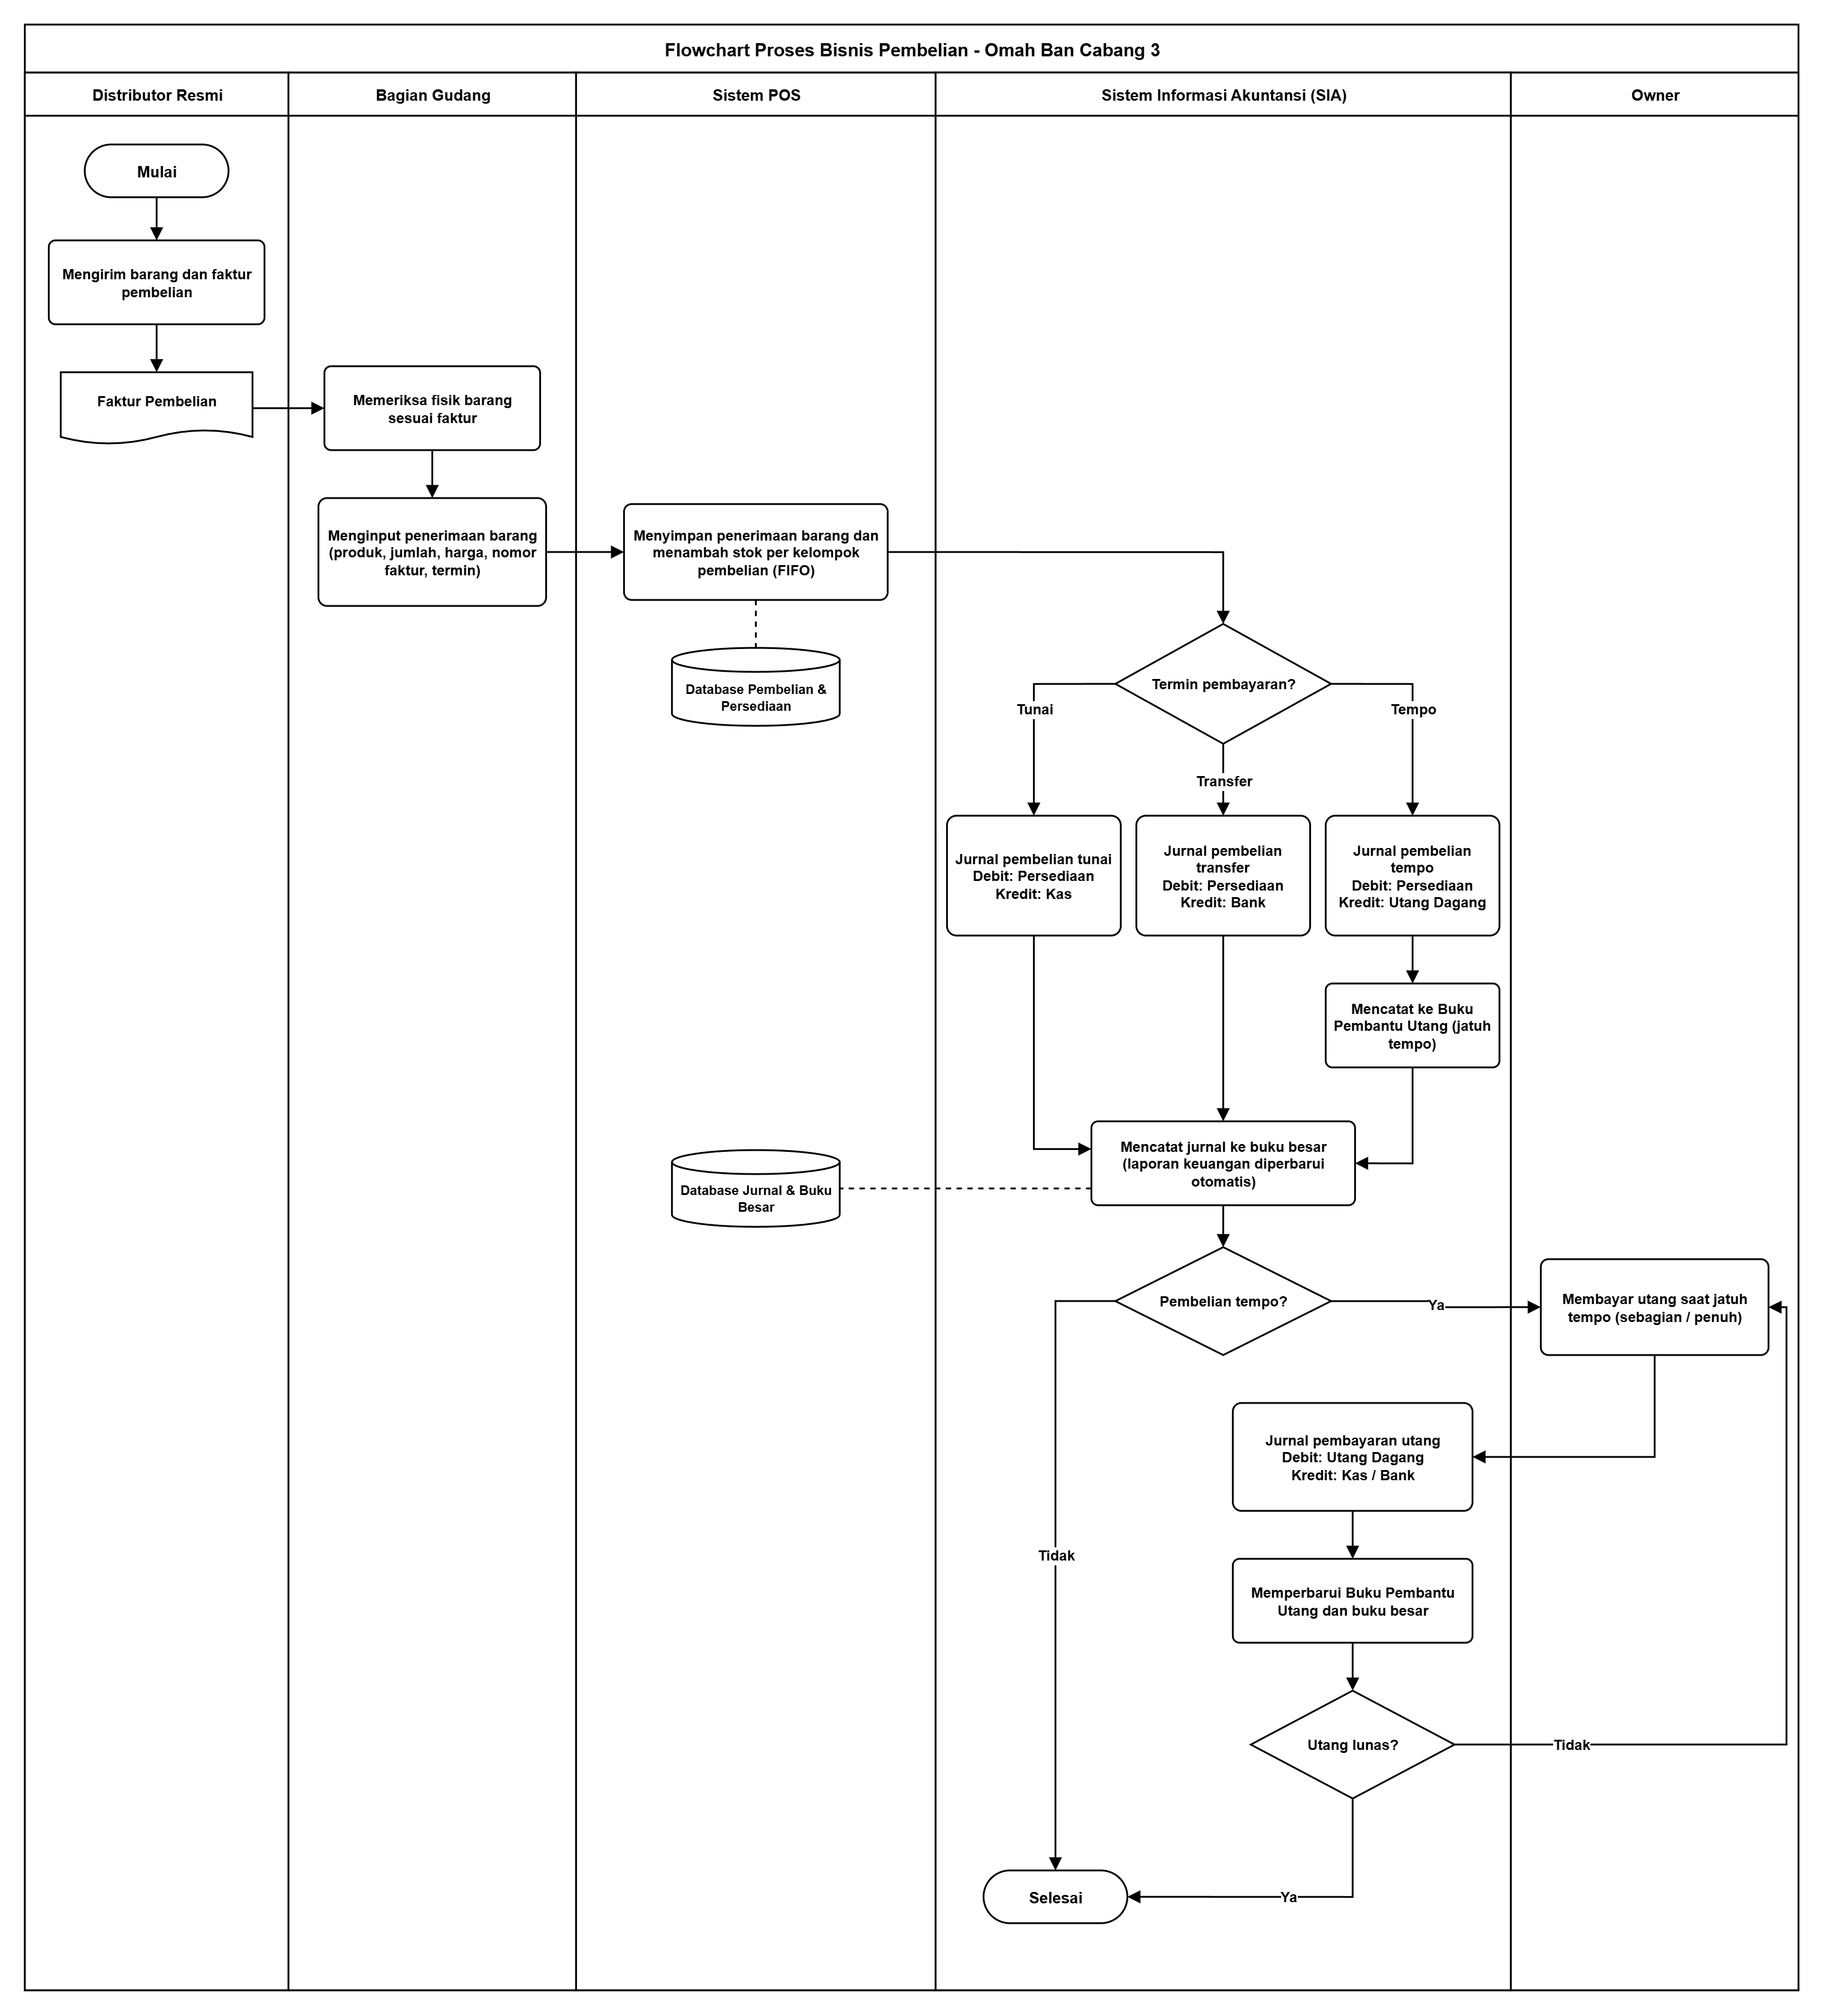 Flowchart Proses Bisnis Pembelian - Omah Ban Cabang 3
Distributor Resmi
Bagian Gudang
Sistem POS
Sistem Informasi Akuntansi (SIA)
Owner
Mulai
Mengirim barang dan faktur
pembelian
Faktur Pembelian
Memeriksa fisik barang
sesuai faktur
Menginput penerimaan barang
(produk, jumlah, harga, nomor
faktur, termin)
Menyimpan penerimaan barang dan
menambah stok per kelompok
pembelian (FIFO)
Database Pembelian &
Persediaan
Termin pembayaran?
Tunai
Transfer
Tempo
Jurnal pembelian tunai
Debit: Persediaan
Kredit: Kas
Jurnal pembelian
transfer
Debit: Persediaan
Kredit: Bank
Jurnal pembelian
tempo
Debit: Persediaan
Kredit: Utang Dagang
Mencatat ke Buku
Pembantu Utang (jatuh
tempo)
Mencatat jurnal ke buku besar
(laporan keuangan diperbarui
otomatis)
Database Jurnal & Buku
Besar
Pembelian tempo?
Ya
Membayar utang saat jatuh
tempo (sebagian / penuh)
Jurnal pembayaran utang
Debit: Utang Dagang
Kredit: Kas / Bank
Tidak
Memperbarui Buku Pembantu
Utang dan buku besar
Utang lunas?
Tidak
Ya
Selesai